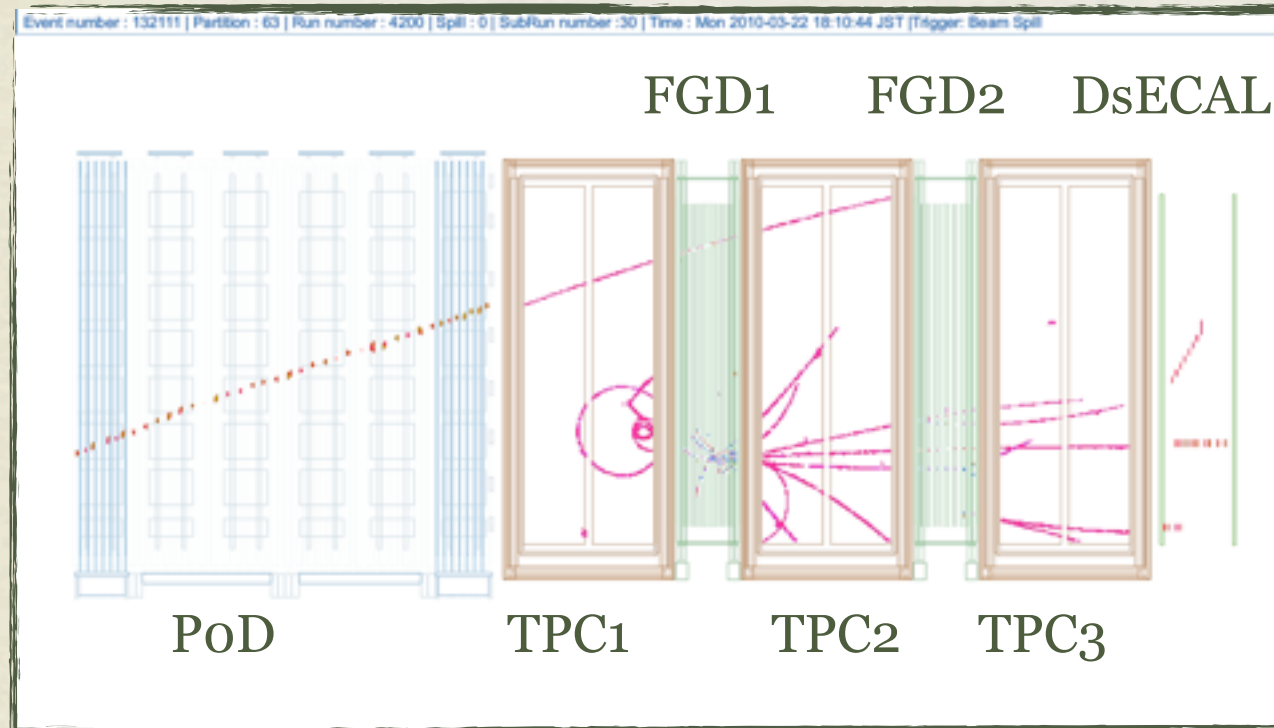 Event number : 132111 | Partition : 63 | Run number : 4200 | Spill : 0 | SubRun number :30 | Time : Mon 2010-03-22 18:10:44 JST |Trigger: Beam Spill
FGD1 FGD2 DsECAL
P0D TPC1 TPC2 TPC3